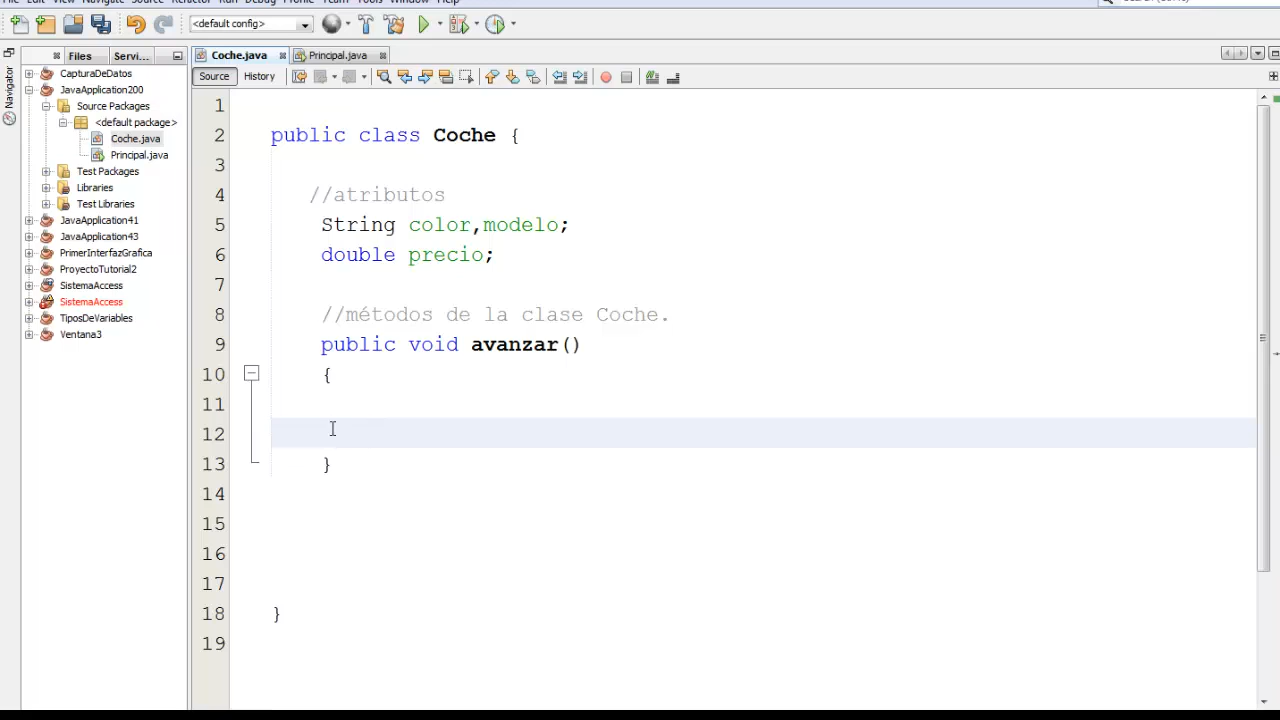 <default config>
Files
Servi...
Coche.java
Principal.java
Navigator
CapturaDeDatos
JavaApplication200
Source Packages
<default package>
Coche.java
Principal.java
Test Packages
Libraries
Test Libraries
JavaApplication41
JavaApplication43
PrimerInterfazGrafica
ProyectoTutorial2
SistemaAccess
SistemaAccess
TiposDeVariables
Ventana3
Source History
1
2 public class Coche {
3
4 //atributos
5 String color,modelo;
6 double precio;
7
8 //métodos de la clase Coche.
9 public void avanzar()
10 {
11
12
13 }
14
15
16
17
18 }
19